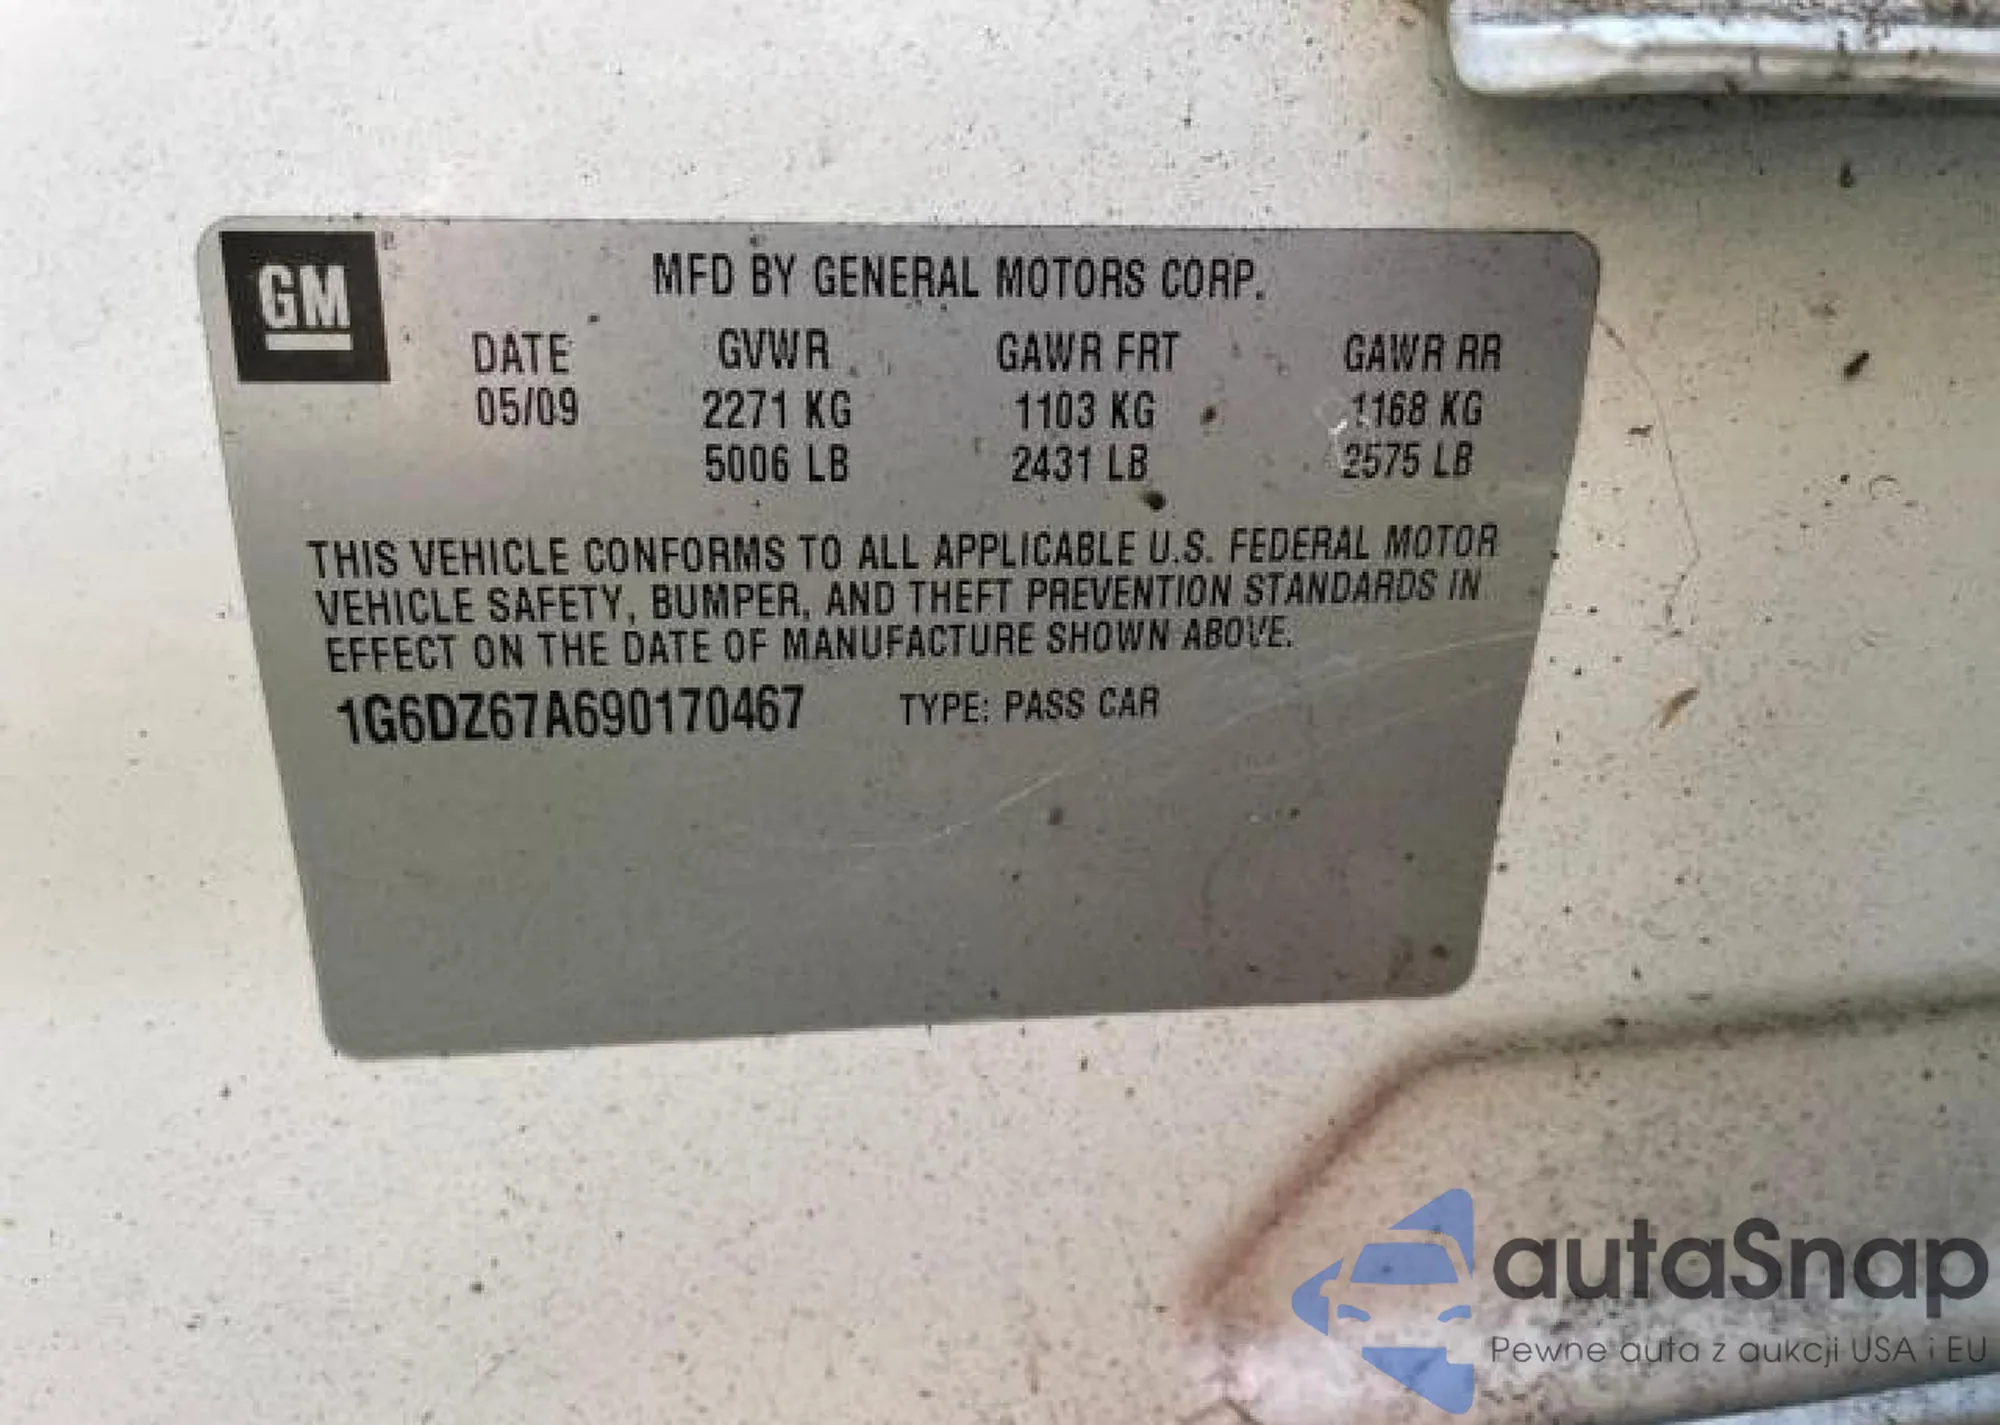 GM
MFD BY GENERAL MOTORS CORP.
DATE GVWR GAWR FRT GAWR RR
05/09 2271 KG 1103 KG 1168 KG
5006 LB 2431 LB 2575 LB
THIS VEHICLE CONFORMS TO ALL APPLICABLE U.S. FEDERAL MOTOR
VEHICLE SAFETY, BUMPER, AND THEFT PREVENTION STANDARDS IN
EFFECT ON THE DATE OF MANUFACTURE SHOWN ABOVE.
1G6DZ67A690170467 TYPE: PASS CAR
autaSnap
Pewne auta z aukcji USA i EU